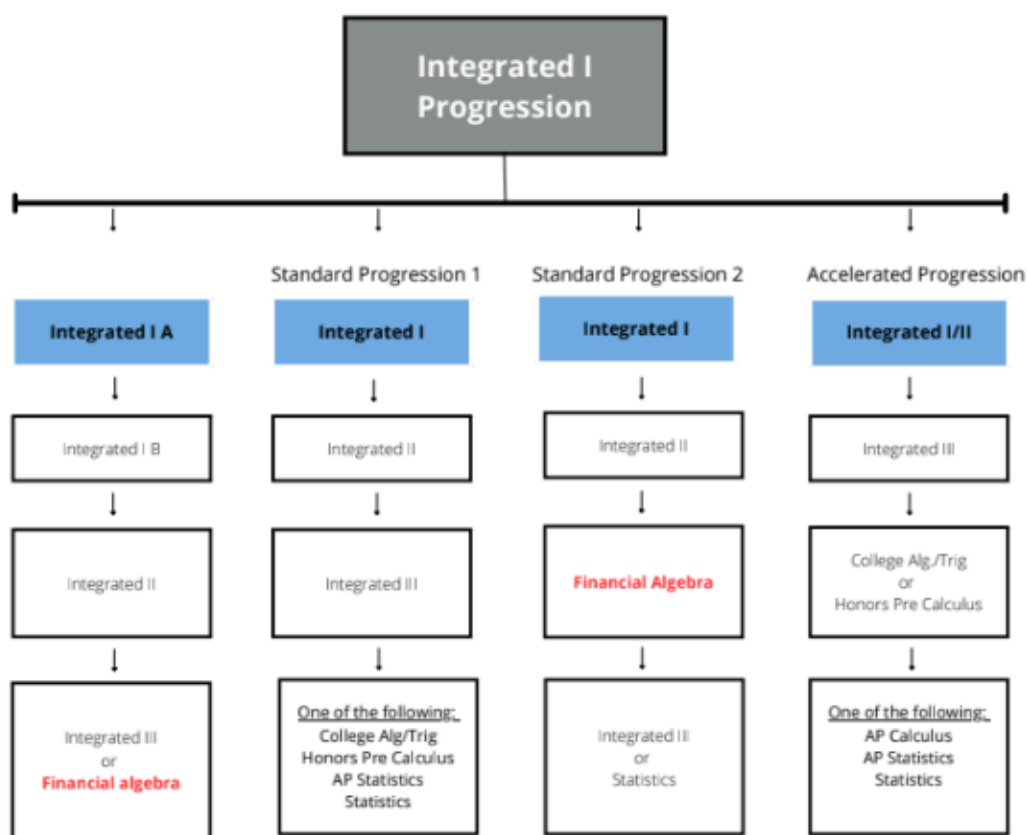 Integrated I
Progression
Standard Progression 1
Standard Progression 2
Accelerated Progression
Integrated I A
Integrated I
Integrated I
Integrated I/II
Integrated I B
Integrated II
Integrated II
Integrated III
Integrated II
Integrated III
Financial Algebra
College Alg./Trig
or
Honors Pre Calculus
Integrated III
or
Financial algebra
One of the following:
College Alg/Trig
Honors Pre Calculus
AP Statistics
Statistics
Integrated III
or
Statistics
One of the following:
AP Calculus
AP Statistics
Statistics